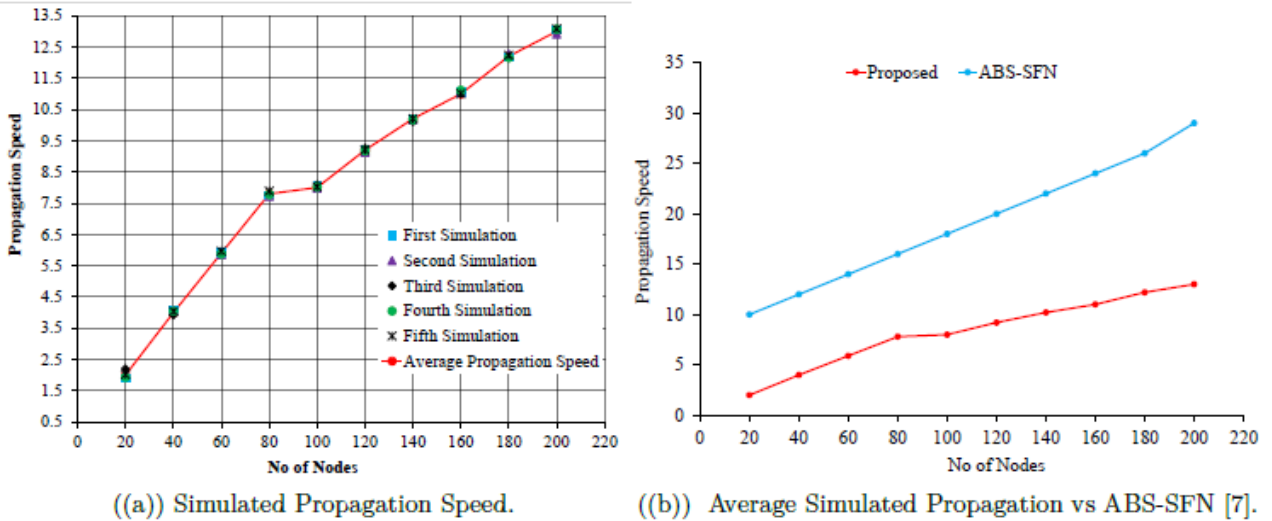 13.5
12.5
11.5
10.5
9.5
8.5
7.5
6.5
5.5
4.5
3.5
2.5
1.5
0.5
Propagation Speed
First Simulation
Second Simulation
Third Simulation
Fourth Simulation
Fifth Simulation
Average Propagation Speed
0 20 40 60 80 100 120 140 160 180 200 220
No of Nodes
((a)) Simulated Propagation Speed.
Proposed ABS-SFN
35
30
25
20
15
10
5
0
Propagation Speed
0 20 40 60 80 100 120 140 160 180 200 220
No of Nodes
((b)) Average Simulated Propagation vs ABS-SFN [7].